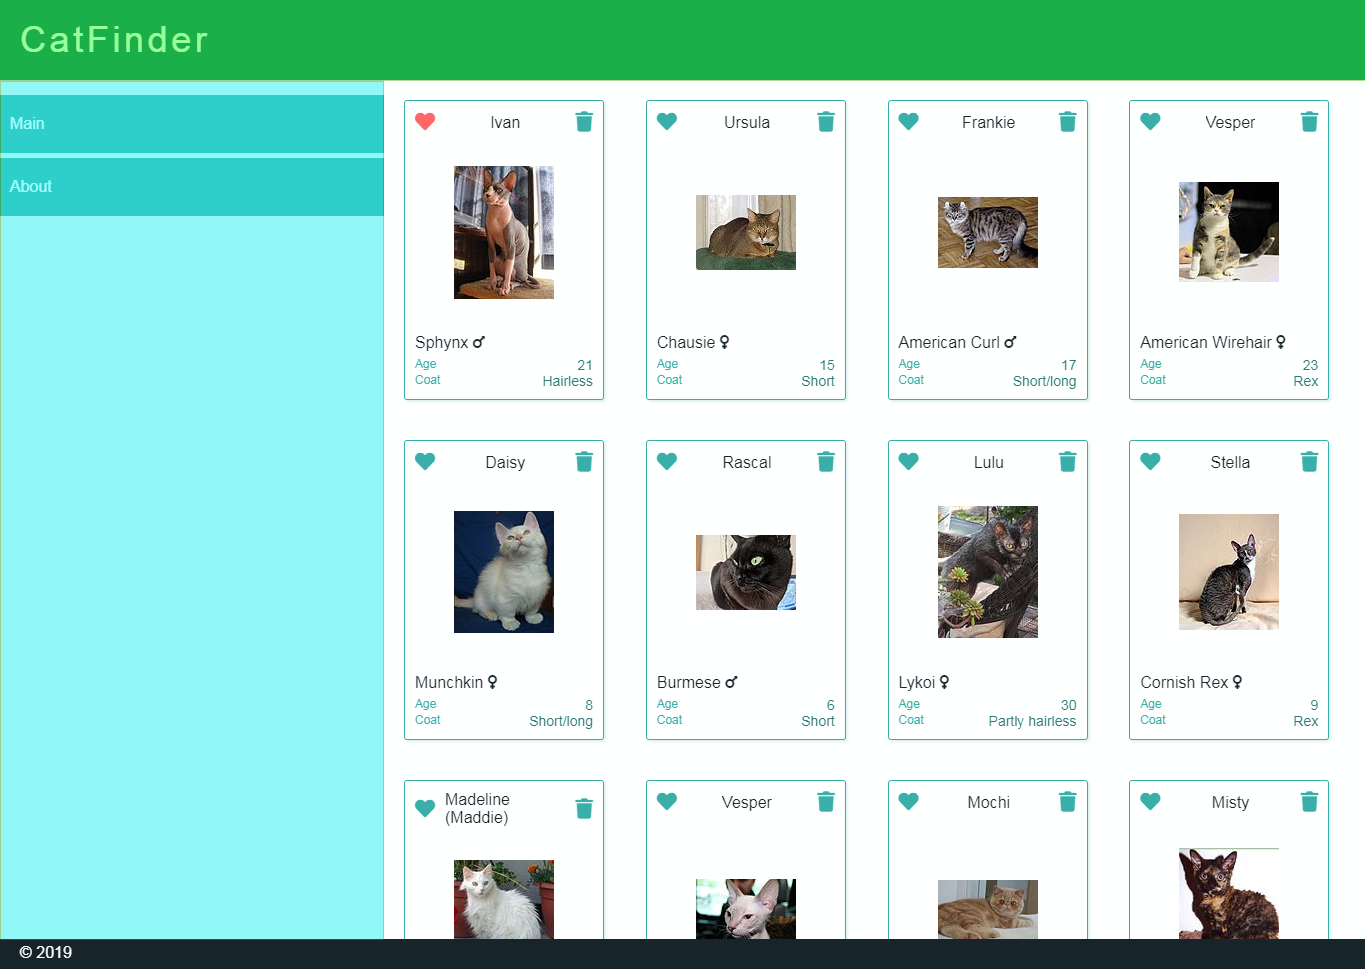 CatFinder
Main
About
Ivan
Sphynx ♂
Age 21
Coat Hairless
Ursula
Chausie ♀
Age 15
Coat Short
Frankie
American Curl ♂
Age 17
Coat Short/long
Vesper
American Wirehair ♀
Age 23
Coat Rex
Daisy
Munchkin ♀
Age 8
Coat Short/long
Rascal
Burmese ♂
Age 6
Coat Short
Lulu
Lykoi ♀
Age 30
Coat Partly hairless
Stella
Cornish Rex ♀
Age 9
Coat Rex
Madeline
(Maddie)
Vesper
Mochi
Misty
© 2019